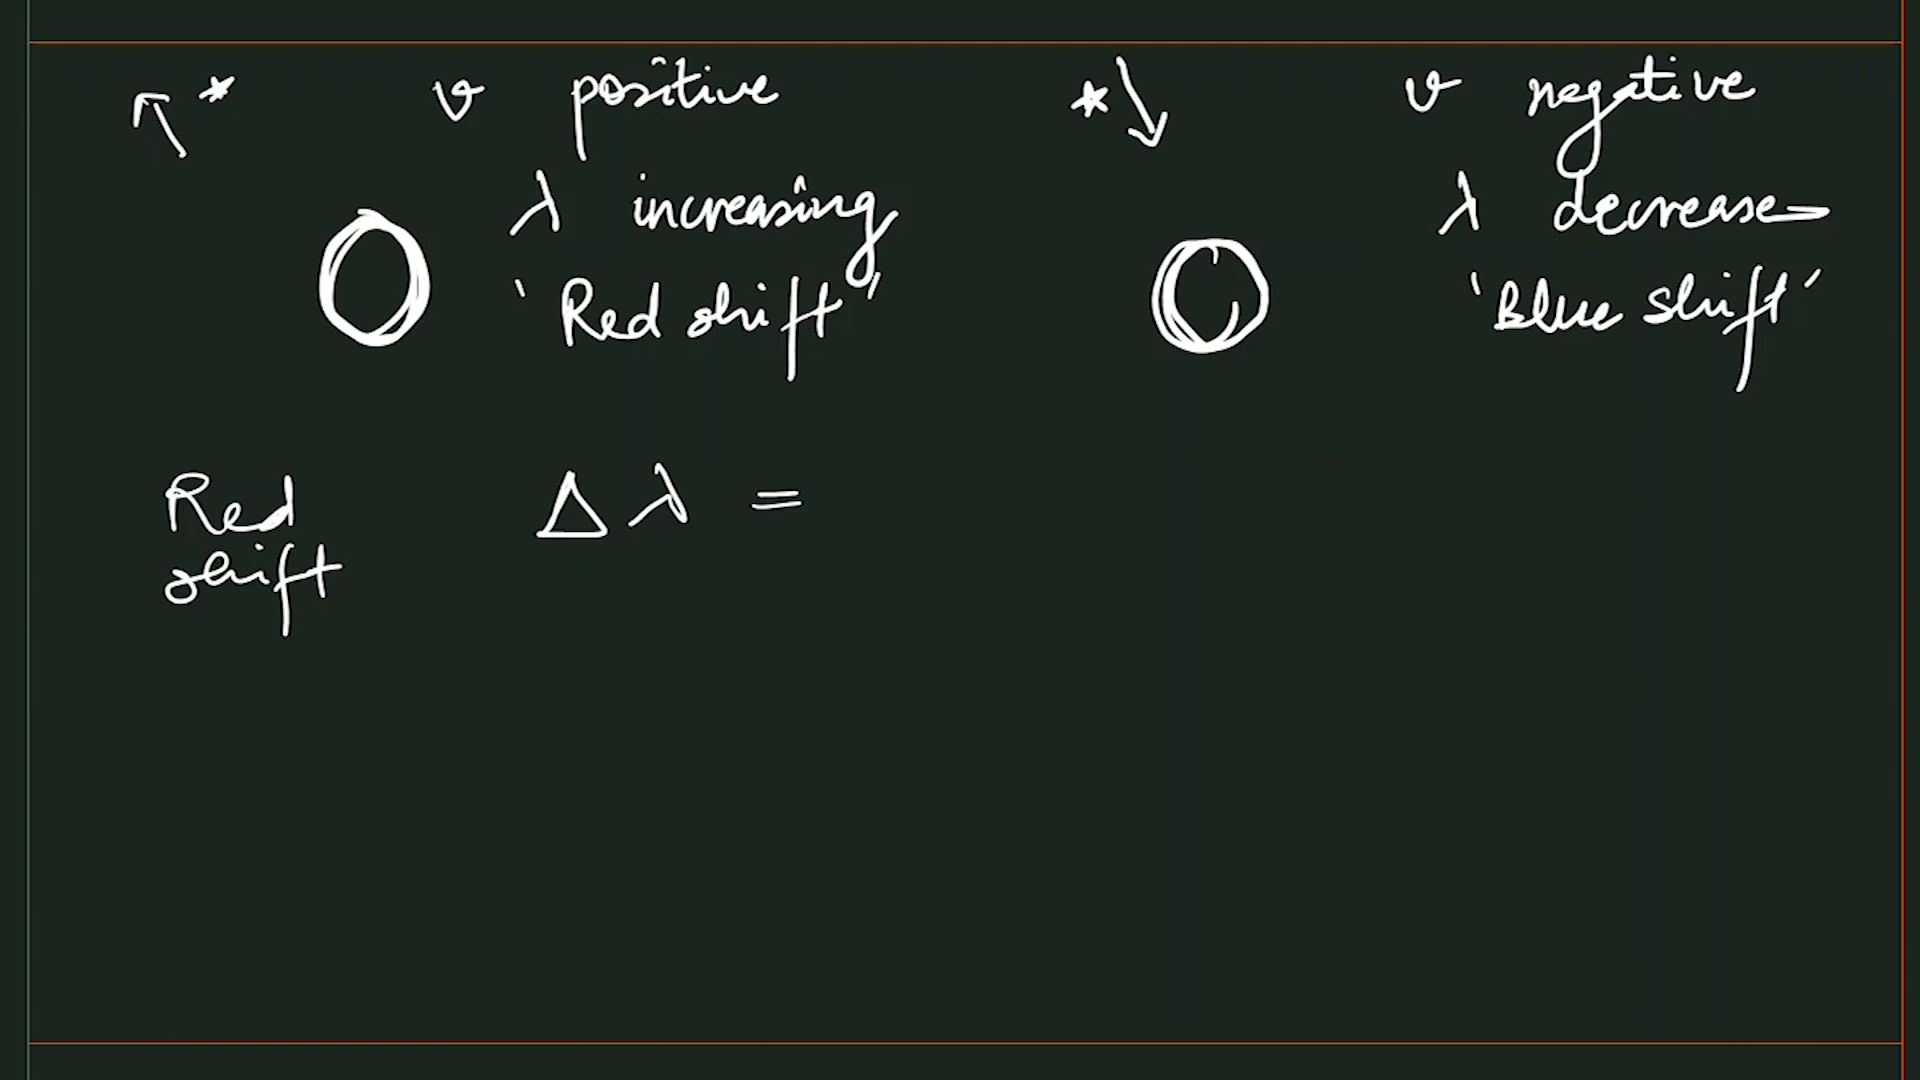 v positive
λ increasing
'Red shift'
v negative
λ decrease
'Blue shift'
Red
shift
Δλ =